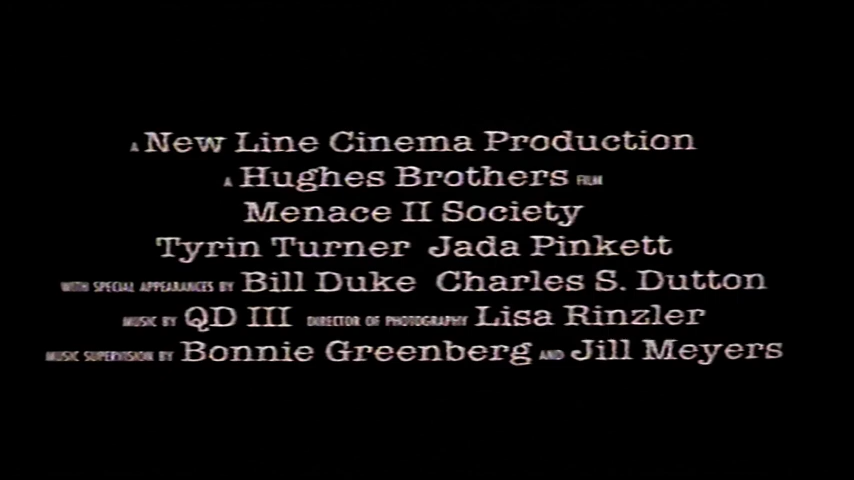 A New Line Cinema Production
A Hughes Brothers FILM
Menace II Society
Tyrin Turner Jada Pinkett
WITH SPECIAL APPEARANCES BY Bill Duke Charles S. Dutton
MUSIC BY QD III DIRECTOR OF PHOTOGRAPHY Lisa Rinzler
MUSIC SUPERVISION BY Bonnie Greenberg AND Jill Meyers